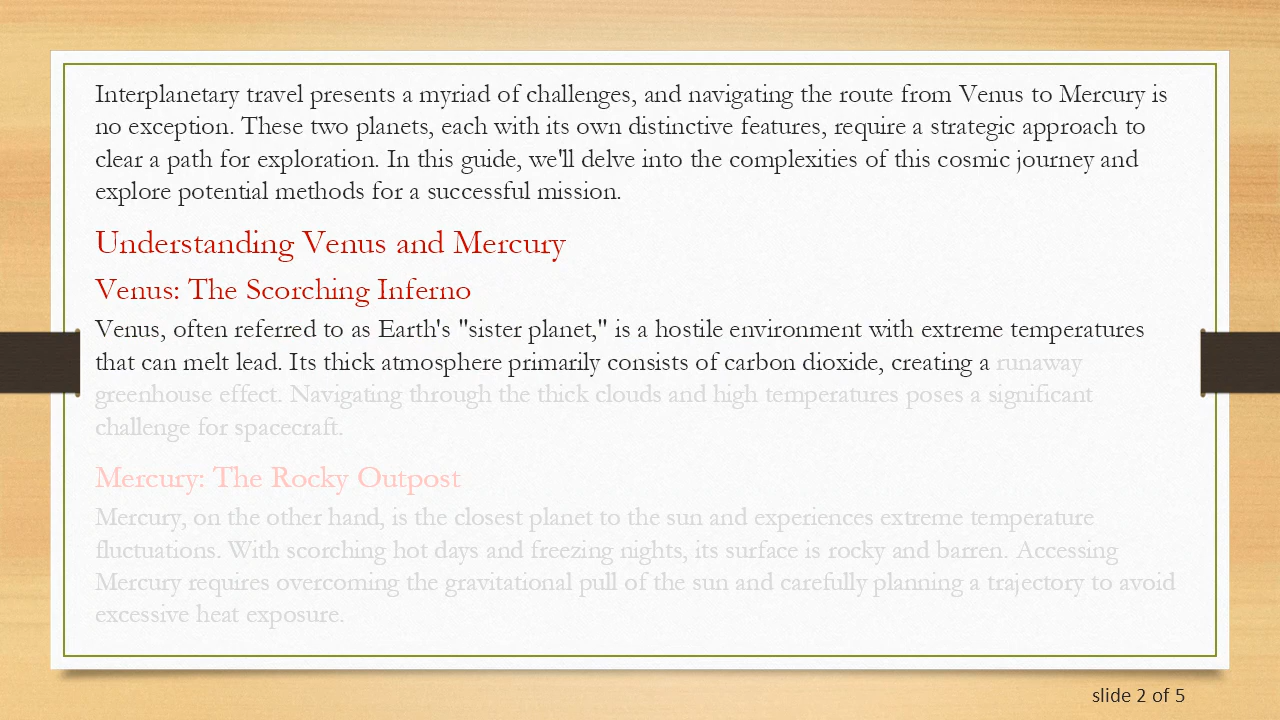 Interplanetary travel presents a myriad of challenges, and navigating the route from Venus to Mercury is
no exception. These two planets, each with its own distinctive features, require a strategic approach to
clear a path for exploration. In this guide, we'll delve into the complexities of this cosmic journey and
explore potential methods for a successful mission.
Understanding Venus and Mercury
Venus: The Scorching Inferno
Venus, often referred to as Earth's "sister planet," is a hostile environment with extreme temperatures
that can melt lead. Its thick atmosphere primarily consists of carbon dioxide, creating a runaway
greenhouse effect. Navigating through the thick clouds and high temperatures poses a significant
challenge for spacecraft.
Mercury: The Rocky Outpost
Mercury, on the other hand, is the closest planet to the sun and experiences extreme temperature
fluctuations. With scorching hot days and freezing nights, its surface is rocky and barren. Accessing
Mercury requires overcoming the gravitational pull of the sun and carefully planning a trajectory to avoid
excessive heat exposure.
slide 2 of 5